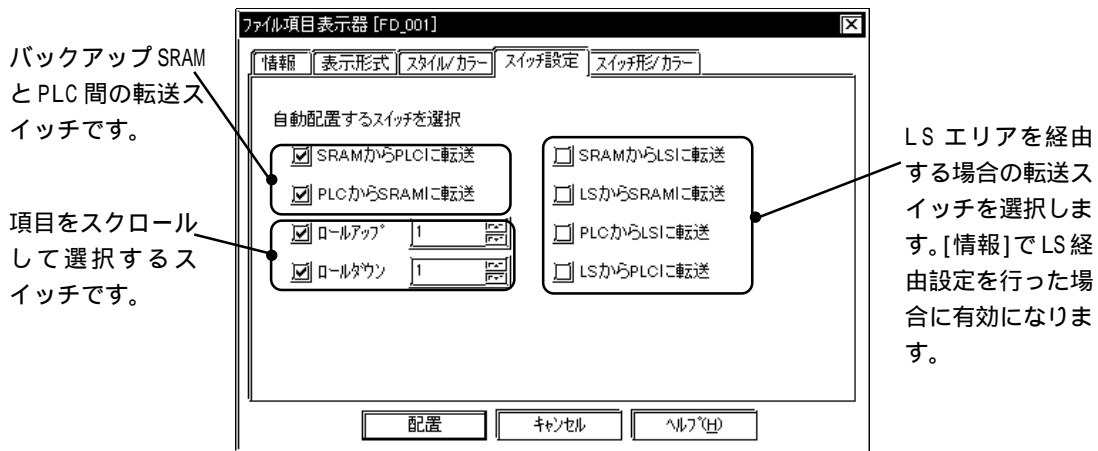 ファイル項目表示器 [FD_001]
情報 表示形式 スタイル/カラー スイッチ設定 スイッチ形/カラー
バックアップ SRAM
と PLC 間の転送ス
イッチです。
項目をスクロール
して選択するス
イッチです。
自動配置するスイッチを選択
SRAMからPLCに転送
PLCからSRAMに転送
ロールアップ 1
ロールダウン 1
SRAMからLSに転送
LSからSRAMに転送
PLCからLSに転送
LSからPLCに転送
LS エリアを経由
する場合の転送ス
イッチを選択しま
す。[情報]で LS 経
由設定を行った場
合に有効になりま
す。
配置 キャンセル ヘルプ(H)